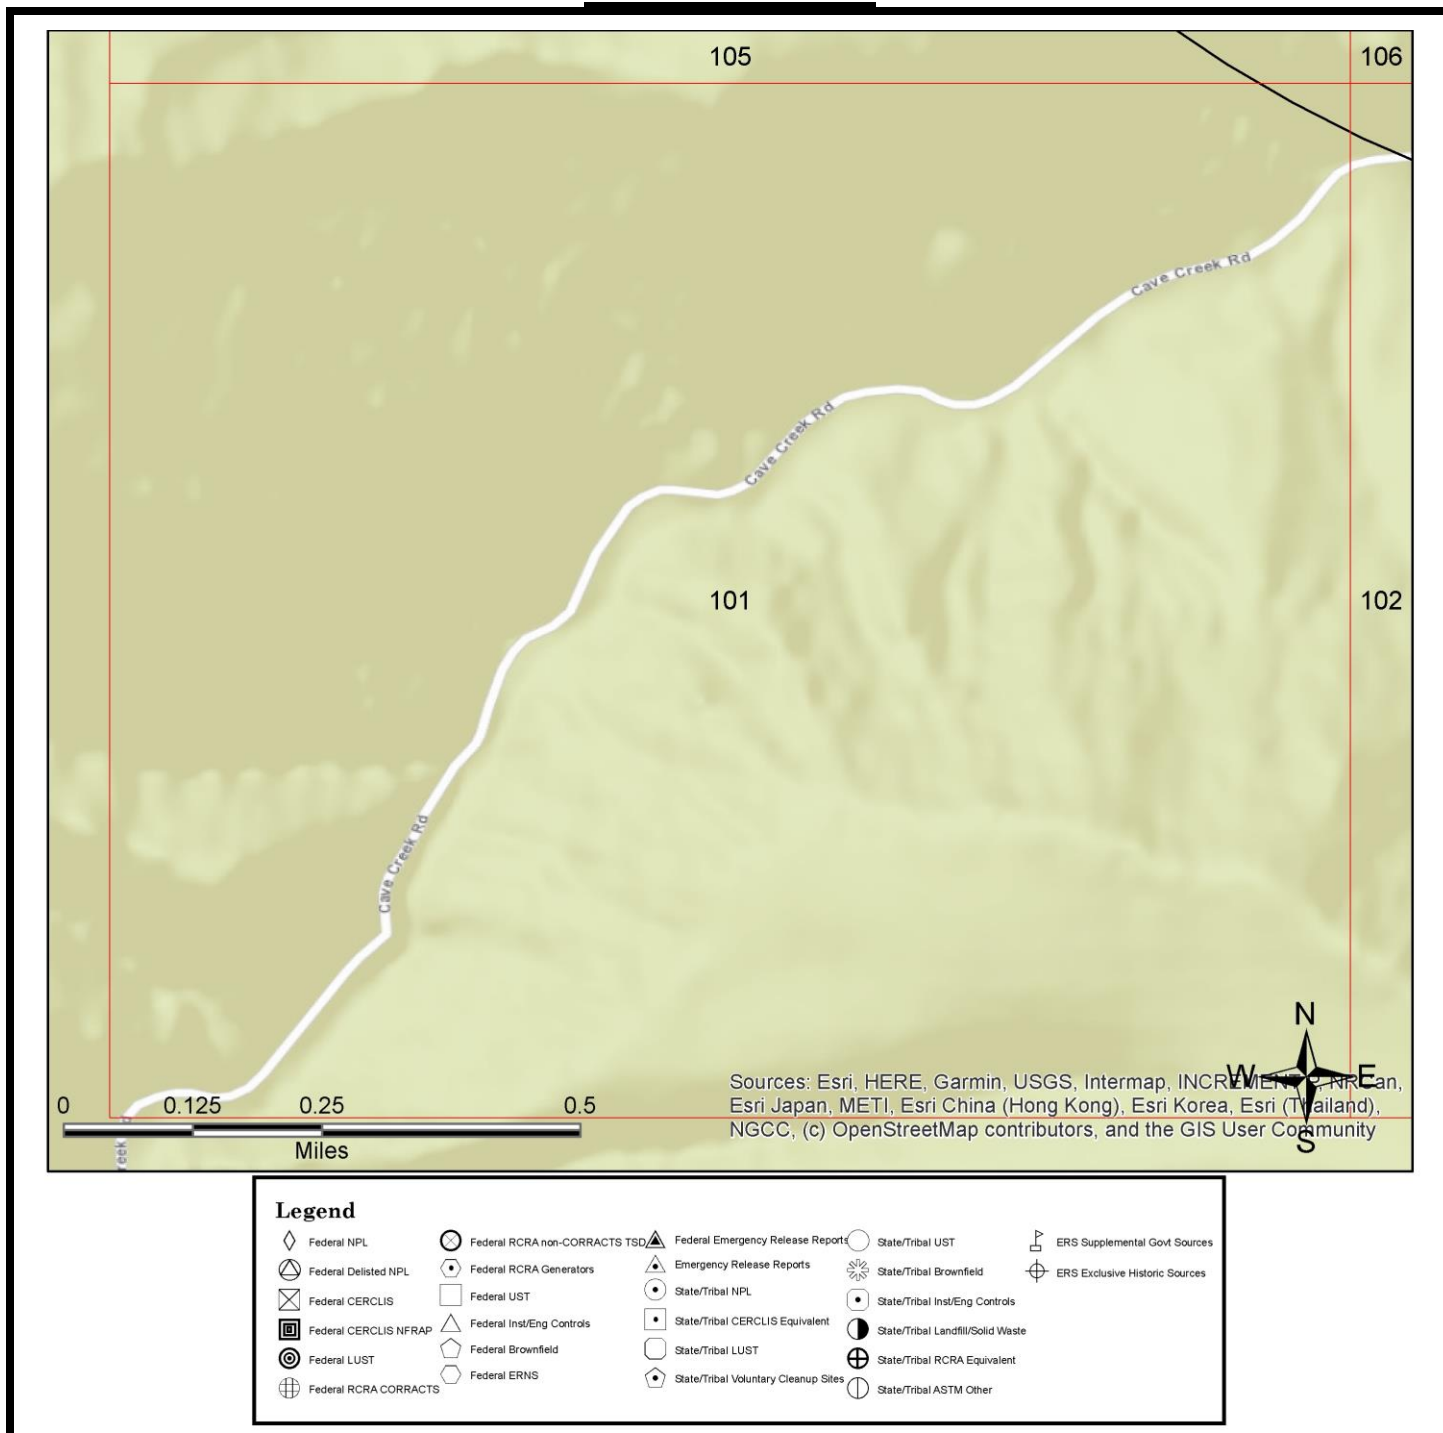 105
106
Cave Creek Rd
Cave Creek Rd
101
102
Cave Creek Rd
N
W
E
S
Sources: Esri, HERE, Garmin, USGS, Intermap,
Esri Japan, METI, Esri China (Hong Kong), Esri Korea, Esri
NGCC, (c) OpenStreetMap contributors, and the GIS User Community
0 0.125 0.25 0.5
Miles
reek
Legend
Federal NPL
Federal Delisted NPL
Federal CERCLIS
Federal CERCLIS NFRAP
Federal LUST
Federal RCRA CORRACTS
Federal RCRA non-CORRACTS TSD
Federal RCRA Generators
Federal UST
Federal Inst/Eng Controls
Federal Brownfield
Federal ERNS
Federal Emergency Release Reports
Emergency Release Reports
State/Tribal NPL
State/Tribal CERCLIS Equivalent
State/Tribal LUST
State/Tribal Voluntary Cleanup Sites
State/Tribal UST
State/Tribal Brownfield
State/Tribal Inst/Eng Controls
State/Tribal Landfill/Solid Waste
State/Tribal RCRA Equivalent
State/Tribal ASTM Other
ERS Supplemental Govt Sources
ERS Exclusive Historic Sources